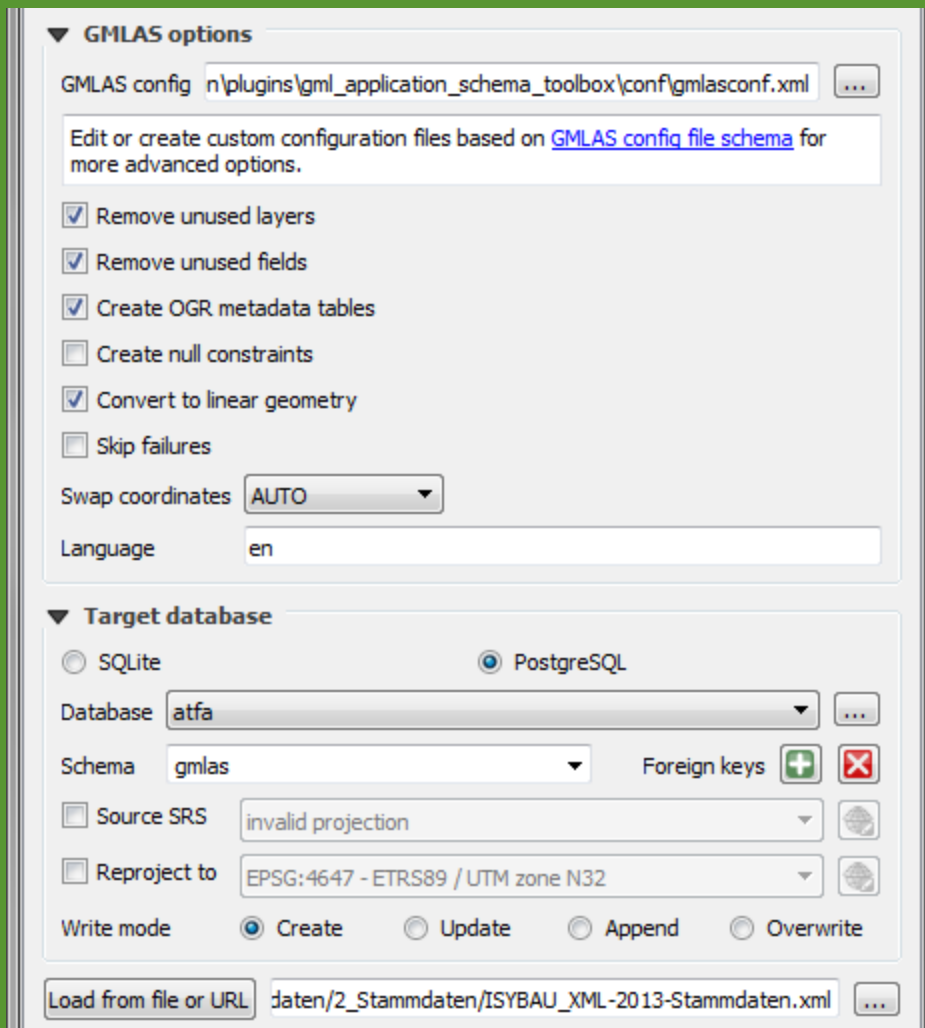 GMLAS options
GMLAS config n\plugins\gml_application_schema_toolbox\conf\gmlasconf.xml ...
Edit or create custom configuration files based on GMLAS config file schema for
more advanced options.
Remove unused layers
Remove unused fields
Create OGR metadata tables
Create null constraints
Convert to linear geometry
Skip failures
Swap coordinates AUTO
Language en
Target database
SQLite PostgreSQL
Database atfa ...
Schema gmlas Foreign keys
Source SRS invalid projection
Reproject to EPSG:4647 - ETRS89 / UTM zone N32
Write mode Create Update Append Overwrite
Load from file or URL daten/2_Stammdaten/ISYBAU_XML-2013-Stammdaten.xml ...